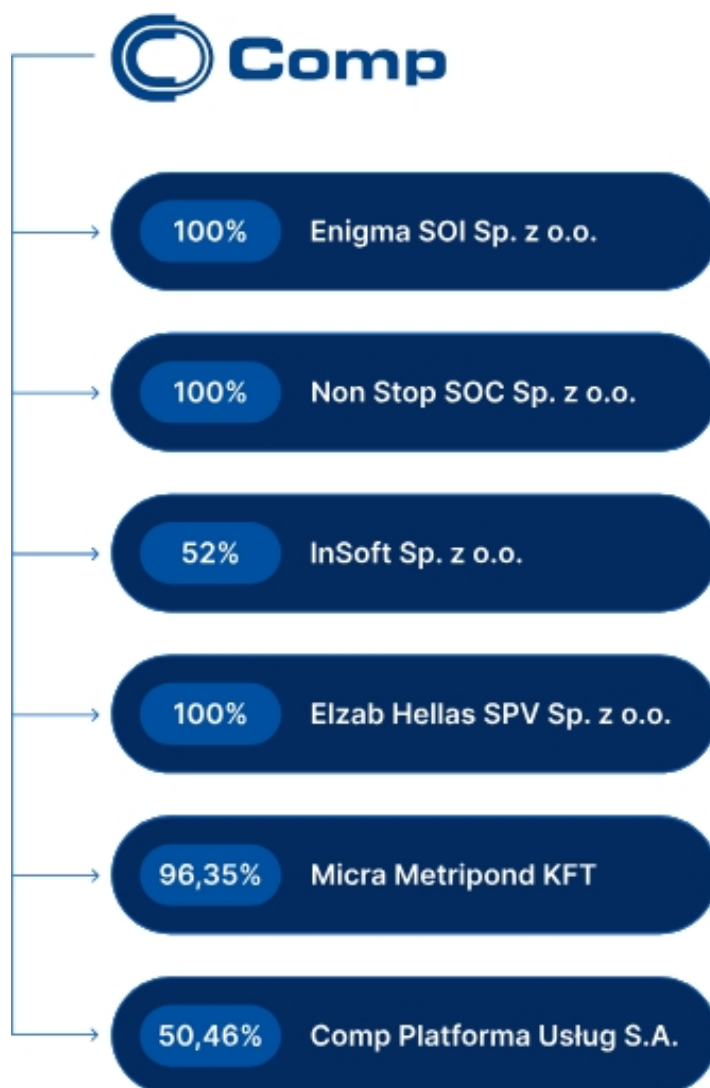 Comp
100% Enigma SOI Sp. z o.o.
100% Non Stop SOC Sp. z o.o.
52% InSoft Sp. z o.o.
100% Elzab Hellas SPV Sp. z o.o.
96,35% Micra Metripond KFT
50,46% Comp Platforma Usług S.A.